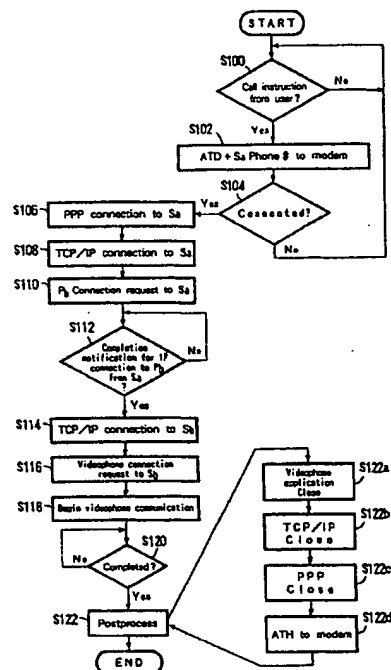 START
S100
Call instruction
from user?
No
Yes
S102
ATD + Sa Phone # to modem
S104
Connected?
Yes
No
S106
PPP connection to Sa
S108
TCP/IP connection to Sa
S110
Pb Connection request to Sa
S112
Completion
notification for IP
connection to Pb
from Sa
?
No
Yes
S114
TCP/IP connection to Sb
S116
Videophone connection
request to Sb
S118
Begin videophone communication
S120
Completed?
No
Yes
S122
Postprocess
END
S122a
Videophone
application
Close
S122b
TCP/IP
Close
S122c
PPP
Close
S122d
ATH to modem